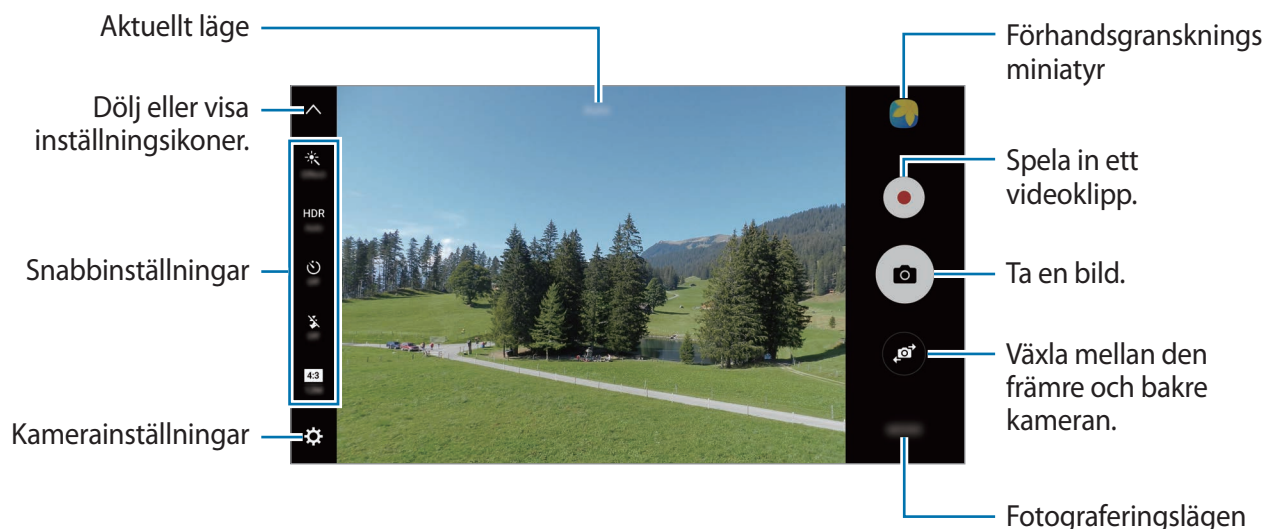 Aktuellt läge
Dölj eller visa
inställningsikoner.
Snabbinställningar
Kamerainställningar
HDR
4:3
Förhandsgransknings
miniatyr
Spela in ett
videoklipp.
Ta en bild.
Växla mellan den
främre och bakre
kameran.
Fotograferingslägen